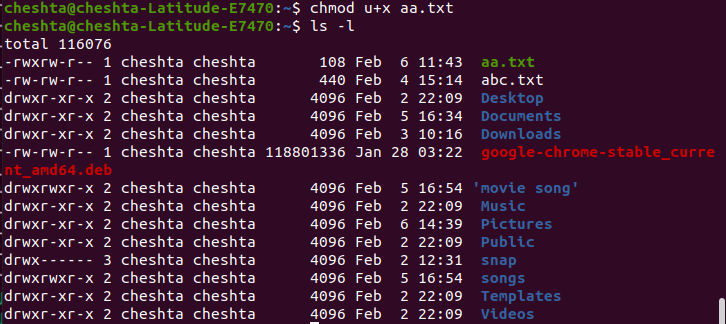 cheshta@cheshta-Latitude-E7470:~$ chmod u+x aa.txt
cheshta@cheshta-Latitude-E7470:~$ ls -l
total 116076
-rwxrw-r-- 1 cheshta cheshta       108 Feb  6 11:43  aa.txt
-rw-rw-r-- 1 cheshta cheshta       440 Feb  4 15:14  abc.txt
drwxr-xr-x 2 cheshta cheshta      4096 Feb  2 22:09  Desktop
drwxr-xr-x 2 cheshta cheshta      4096 Feb  5 16:34  Documents
drwxr-xr-x 2 cheshta cheshta      4096 Feb  3 10:16  Downloads
-rw-rw-r-- 1 cheshta cheshta 118801336 Jan 28 03:22  google-chrome-stable_curre
nt_amd64.deb
drwxrwxr-x 2 cheshta cheshta      4096 Feb  5 16:54 'movie song'
drwxr-xr-x 2 cheshta cheshta      4096 Feb  2 22:09  Music
drwxr-xr-x 2 cheshta cheshta      4096 Feb  6 14:39  Pictures
drwxr-xr-x 2 cheshta cheshta      4096 Feb  2 22:09  Public
drwx------ 3 cheshta cheshta      4096 Feb  2 12:31  snap
drwxrwxr-x 2 cheshta cheshta      4096 Feb  5 16:54  songs
drwxr-xr-x 2 cheshta cheshta      4096 Feb  2 22:09  Templates
drwxr-xr-x 2 cheshta cheshta      4096 Feb  2 22:09  Videos